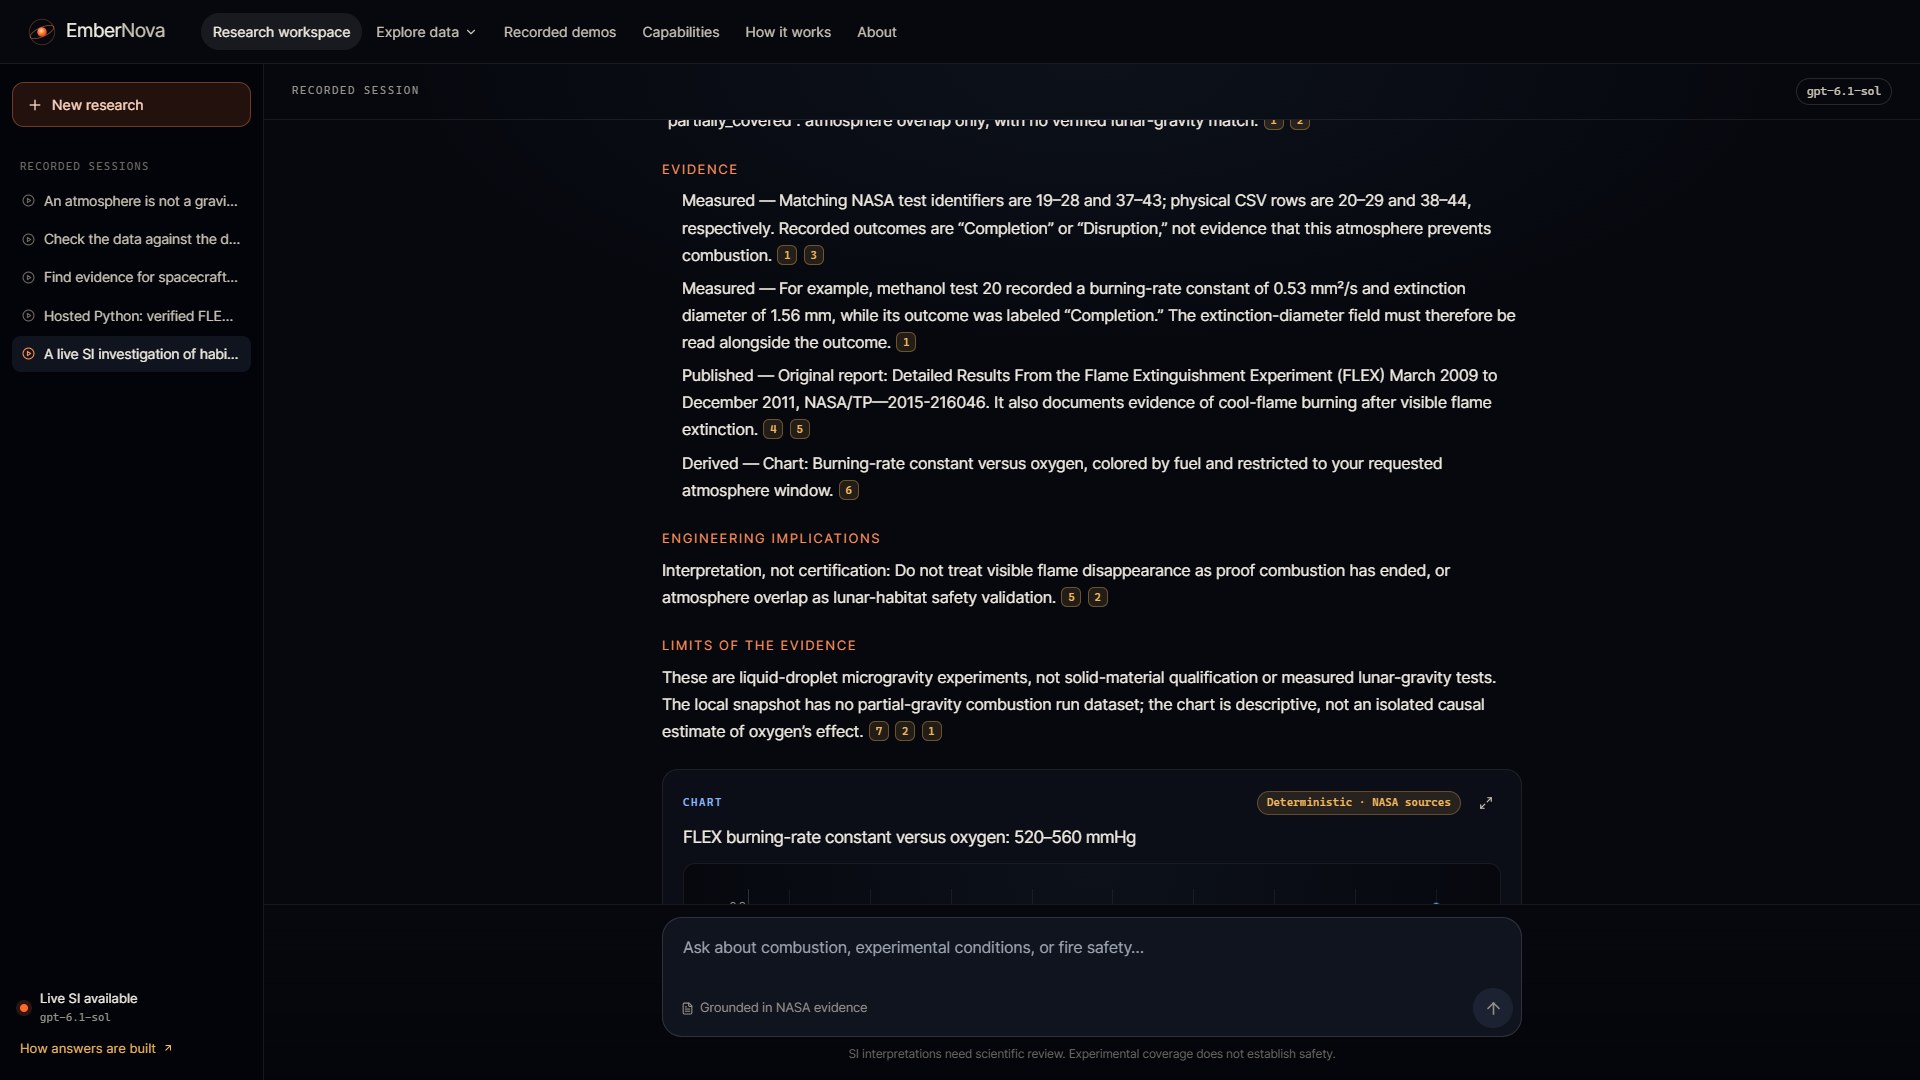 EmberNova
Research workspace
Explore data
Recorded demos
Capabilities
How it works
About
New research
RECORDED SESSIONS
An atmosphere is not a gravi...
Check the data against the d...
Find evidence for spacecraft...
Hosted Python: verified FLE...
A live SI investigation of habi...
Live SI available
gpt-6.1-sol
How answers are built
RECORDED SESSION
gpt-6.1-sol
partially_covered`: atmosphere overlap only, with no verified lunar-gravity match. 1 2
EVIDENCE
Measured — Matching NASA test identifiers are 19–28 and 37–43; physical CSV rows are 20–29 and 38–44,
respectively. Recorded outcomes are “Completion” or “Disruption,” not evidence that this atmosphere prevents
combustion. 1 3
Measured — For example, methanol test 20 recorded a burning-rate constant of 0.53 mm²/s and extinction
diameter of 1.56 mm, while its outcome was labeled “Completion.” The extinction-diameter field must therefore be
read alongside the outcome. 1
Published — Original report: Detailed Results From the Flame Extinguishment Experiment (FLEX) March 2009 to
December 2011, NASA/TP—2015-216046. It also documents evidence of cool-flame burning after visible flame
extinction. 4 5
Derived — Chart: Burning-rate constant versus oxygen, colored by fuel and restricted to your requested
atmosphere window. 6
ENGINEERING IMPLICATIONS
Interpretation, not certification: Do not treat visible flame disappearance as proof combustion has ended, or
atmosphere overlap as lunar-habitat safety validation. 5 2
LIMITS OF THE EVIDENCE
These are liquid-droplet microgravity experiments, not solid-material qualification or measured lunar-gravity tests.
The local snapshot has no partial-gravity combustion run dataset; the chart is descriptive, not an isolated causal
estimate of oxygen’s effect. 7 2 1
CHART
Deterministic · NASA sources
FLEX burning-rate constant versus oxygen: 520–560 mmHg
Ask about combustion, experimental conditions, or fire safety...
Grounded in NASA evidence
SI interpretations need scientific review. Experimental coverage does not establish safety.